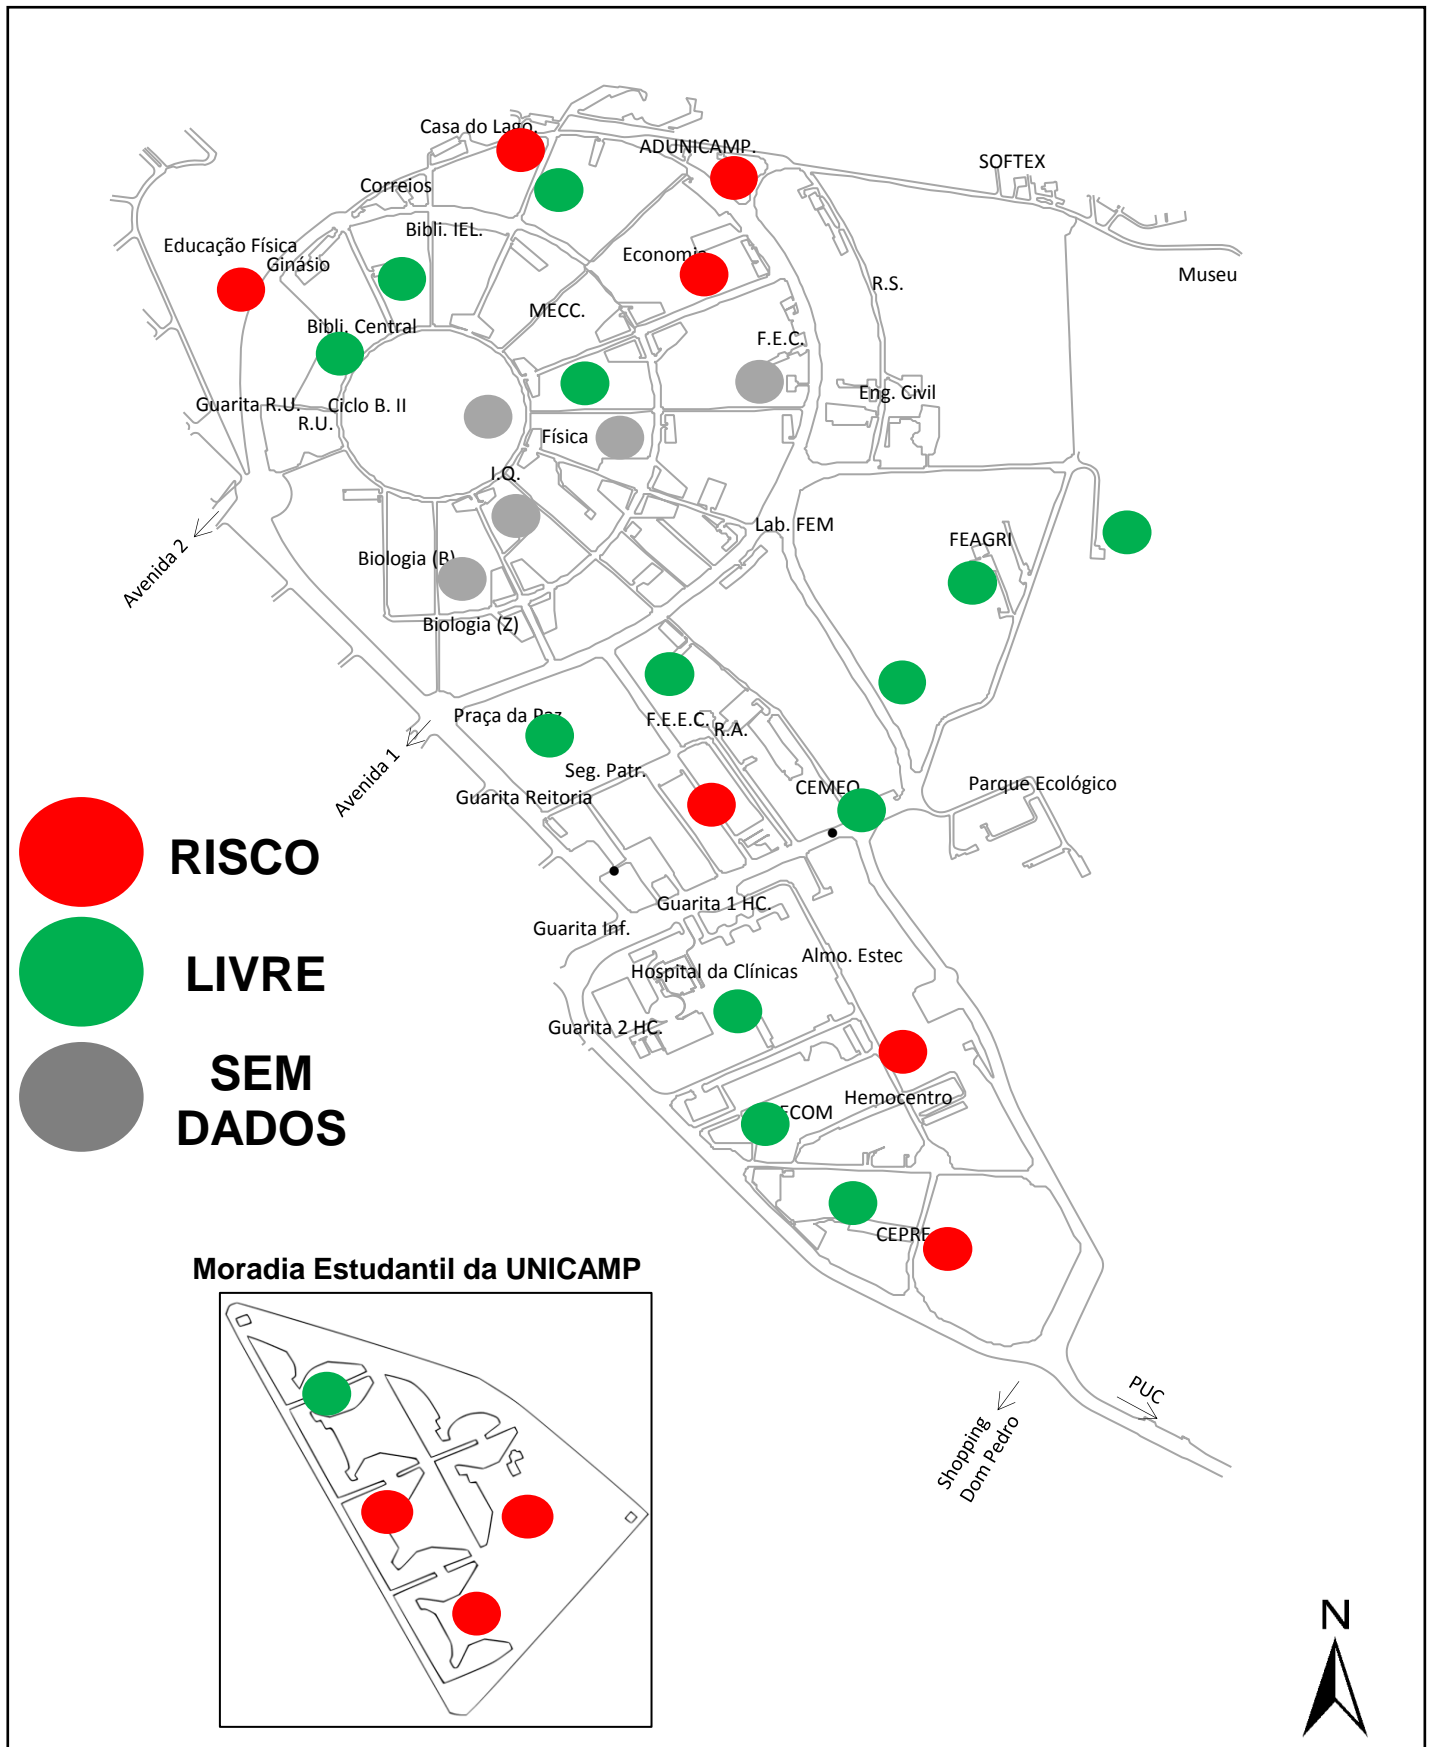 Casa do Lago.
ADUNICAMP.
SOFTEX
Correios
Bibli. IEL.
Educação Física
Ginásio
Economia
Museu
R.S.
MECC.
Bibli. Central
F.E.C.
Eng. Civil
Guarita R.U.
Ciclo B. II
R.U.
Física
I.Q.
Lab. FEM
FEAGRI
Biologia (B)
Avenida 2
Biologia (Z)
Praça da Paz
F.E.E.C.
R.A.
Avenida 1
Seg. Patr.
Guarita Reitoria
CEMEQ
Parque Ecológico
RISCO
Guarita 1 HC.
Guarita Inf.
Almo. Estec
LIVRE
Hospital da Clínicas
Guarita 2 HC.
SEM
DADOS
Hemocentro
ECOM
CEPRE
Moradia Estudantil da UNICAMP
PUC
Shopping
Dom Pedro
N